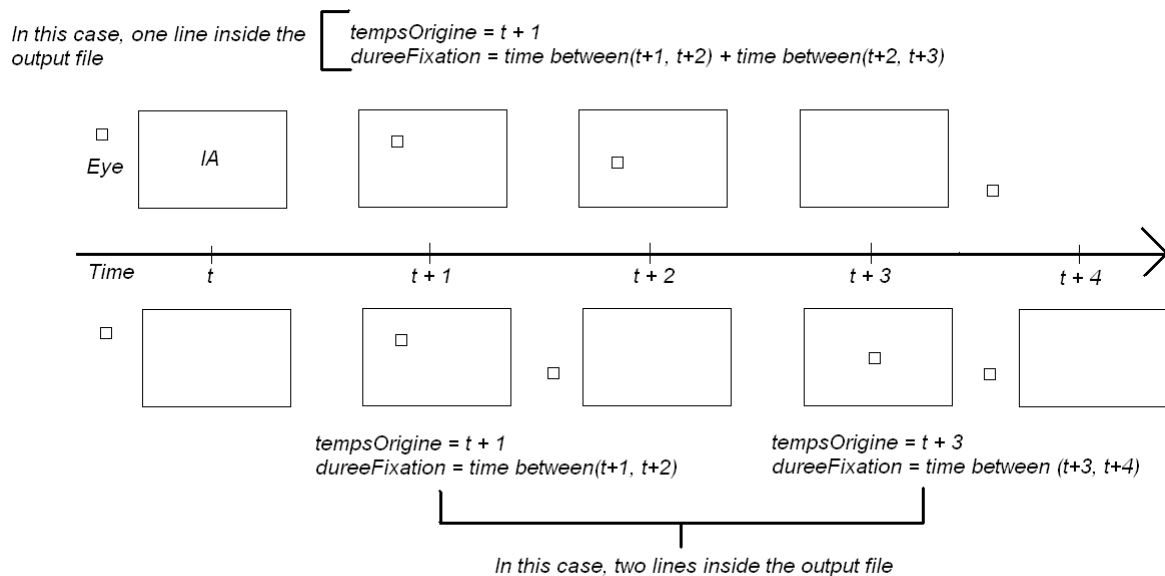 In this case, one line inside the
output file
tempsOrigine = t + 1
dureeFixation = time between(t+1, t+2) + time between(t+2, t+3)
Eye
IA
Time
t
t + 1
t + 2
t + 3
t + 4
tempsOrigine = t + 1
dureeFixation = time between(t+1, t+2)
tempsOrigine = t + 3
dureeFixation = time between (t+3, t+4)
In this case, two lines inside the output file